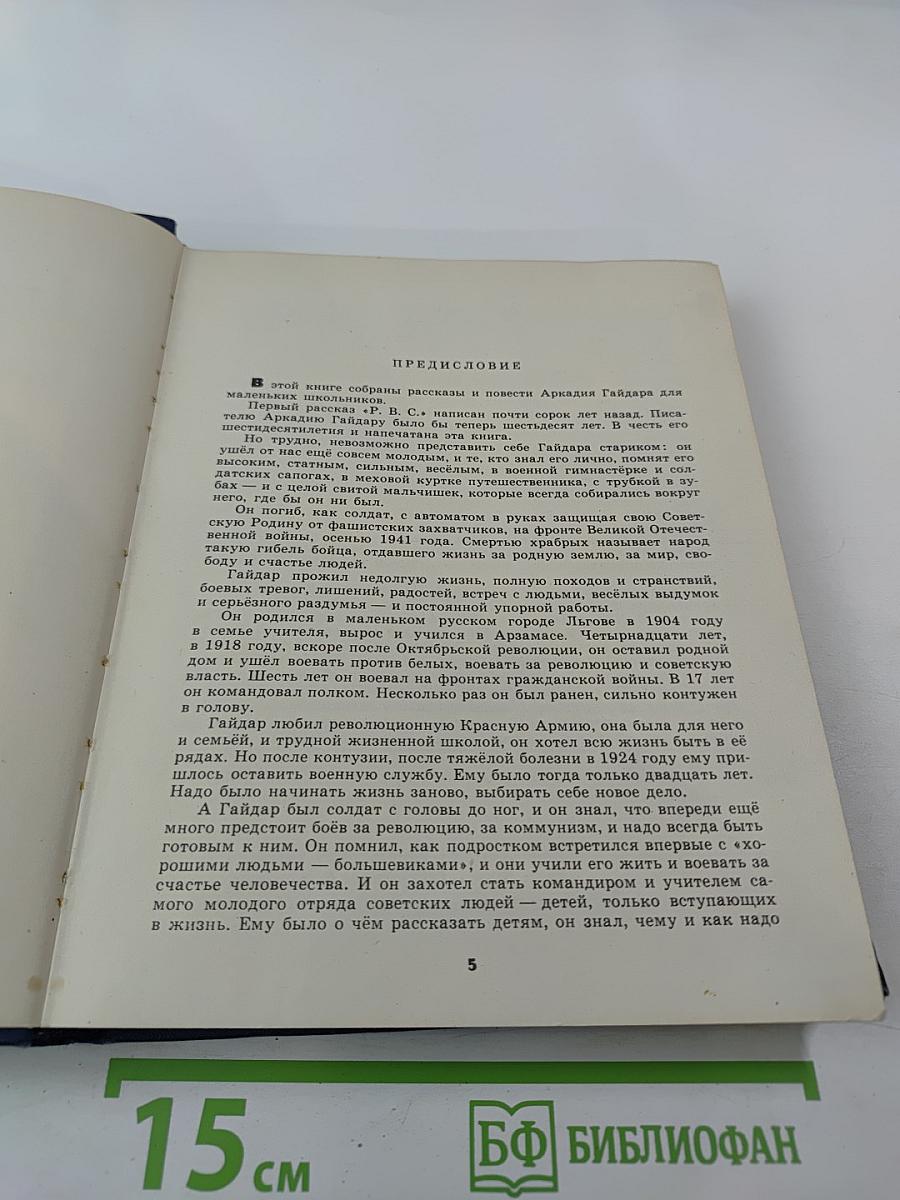 ПРЕДИСЛОВИЕ
В этой книге собраны рассказы и повести Аркадия Гайдара для
маленьких школьников.
Первый рассказ «Р. В. С.» написан почти сорок лет назад. Писа-
телю Аркадию Гайдару было бы теперь шестьдесят лет. В честь его
шестидесятилетия и напечатана эта книга.
Но трудно, невозможно представить себе Гайдара стариком: он
ушёл от нас ещё совсем молодым, и те, кто знал его лично, помнят его
высоким, статным, сильным, весёлым, в военной гимнастёрке и сол-
датских сапогах, в меховой куртке путешественника, с трубкой в зу-
бах — и с целой свитой мальчишек, которые всегда собирались вокруг
него, где бы он ни был.
Он погиб, как солдат, с автоматом в руках защищая свою Совет-
скую Родину от фашистских захватчиков, на фронте Великой Отечест-
венной войны, осенью 1941 года. Смертью храбрых называет народ
такую гибель бойца, отдавшего жизнь за родную землю, за мир, сво-
боду и счастье людей.
Гайдар прожил недолгую жизнь, полную походов и странствий,
боевых тревог, лишений, радостей, встреч с людьми, весёлых выдумок
и серьёзного раздумья — и постоянной упорной работы.
Он родился в маленьком русском городе Льгове в 1904 году
в семье учителя, вырос и учился в Арзамасе. Четырнадцати лет,
в 1918 году, вскоре после Октябрьской революции, он оставил родной
дом и ушёл воевать против белых, воевать за революцию и советскую
власть. Шесть лет он воевал на фронтах гражданской войны. В 17 лет
он командовал полком. Несколько раз он был ранен, сильно контужен
в голову.
Гайдар любил революционную Красную Армию, она была для него
и семьёй, и трудной жизненной школой, он хотел всю жизнь быть в её
рядах. Но после контузии, после тяжёлой болезни в 1924 году ему при-
шлось оставить военную службу. Ему было тогда только двадцать лет.
Надо было начинать жизнь заново, выбирать себе новое дело.
А Гайдар был солдат с головы до ног, и он знал, что впереди ещё
много предстоит боёв за революцию, за коммунизм, и надо всегда быть
готовым к ним. Он помнил, как подростком встретился впервые с «хо-
рошими людьми — большевиками», и они учили его жить и воевать за
счастье человечества. И он захотел стать командиром и учителем са-
мого молодого отряда советских людей — детей, только вступающих
в жизнь. Ему было о чём рассказать детям, он знал, чему и как надо
5
15 см
БФ БИБЛИОФАН